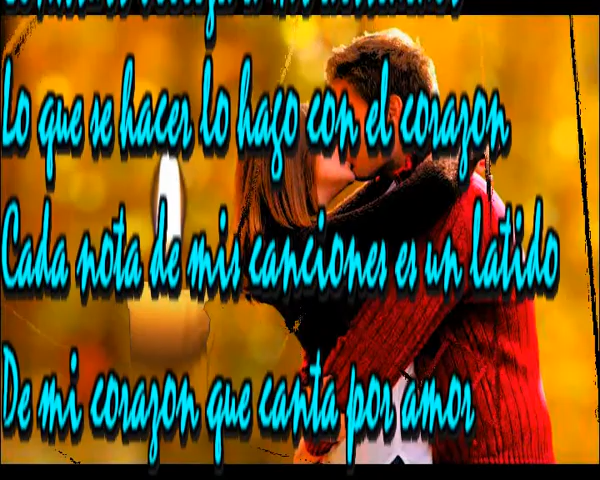 Lo que se hacer lo hago con el corazon
Cada nota de mis canciones es un latido
De mi corazon que canta por amor